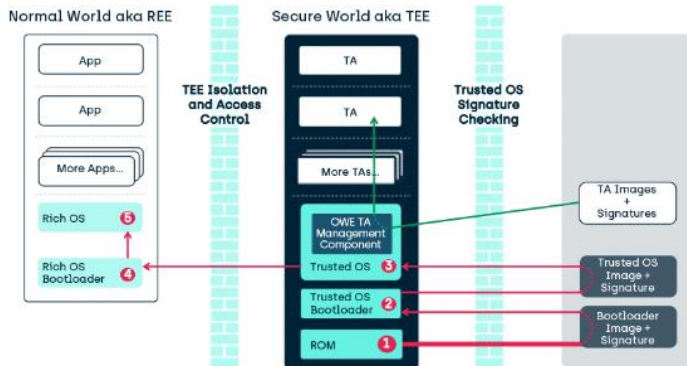 Normal World aka REE
Secure World aka TEE
App
App
More Apps...
Rich OS
5
Rich OS
Bootloader
4
TEE Isolation
and Access
Control
TA
TA
More TAs...
OWE TA
Management
Component
Trusted OS
3
Trusted OS
Bootloader
2
ROM
1
Trusted OS
Signature
Checking
TA Images
+
Signatures
Trusted OS
Image +
Signature
Bootloader
Image +
Signature